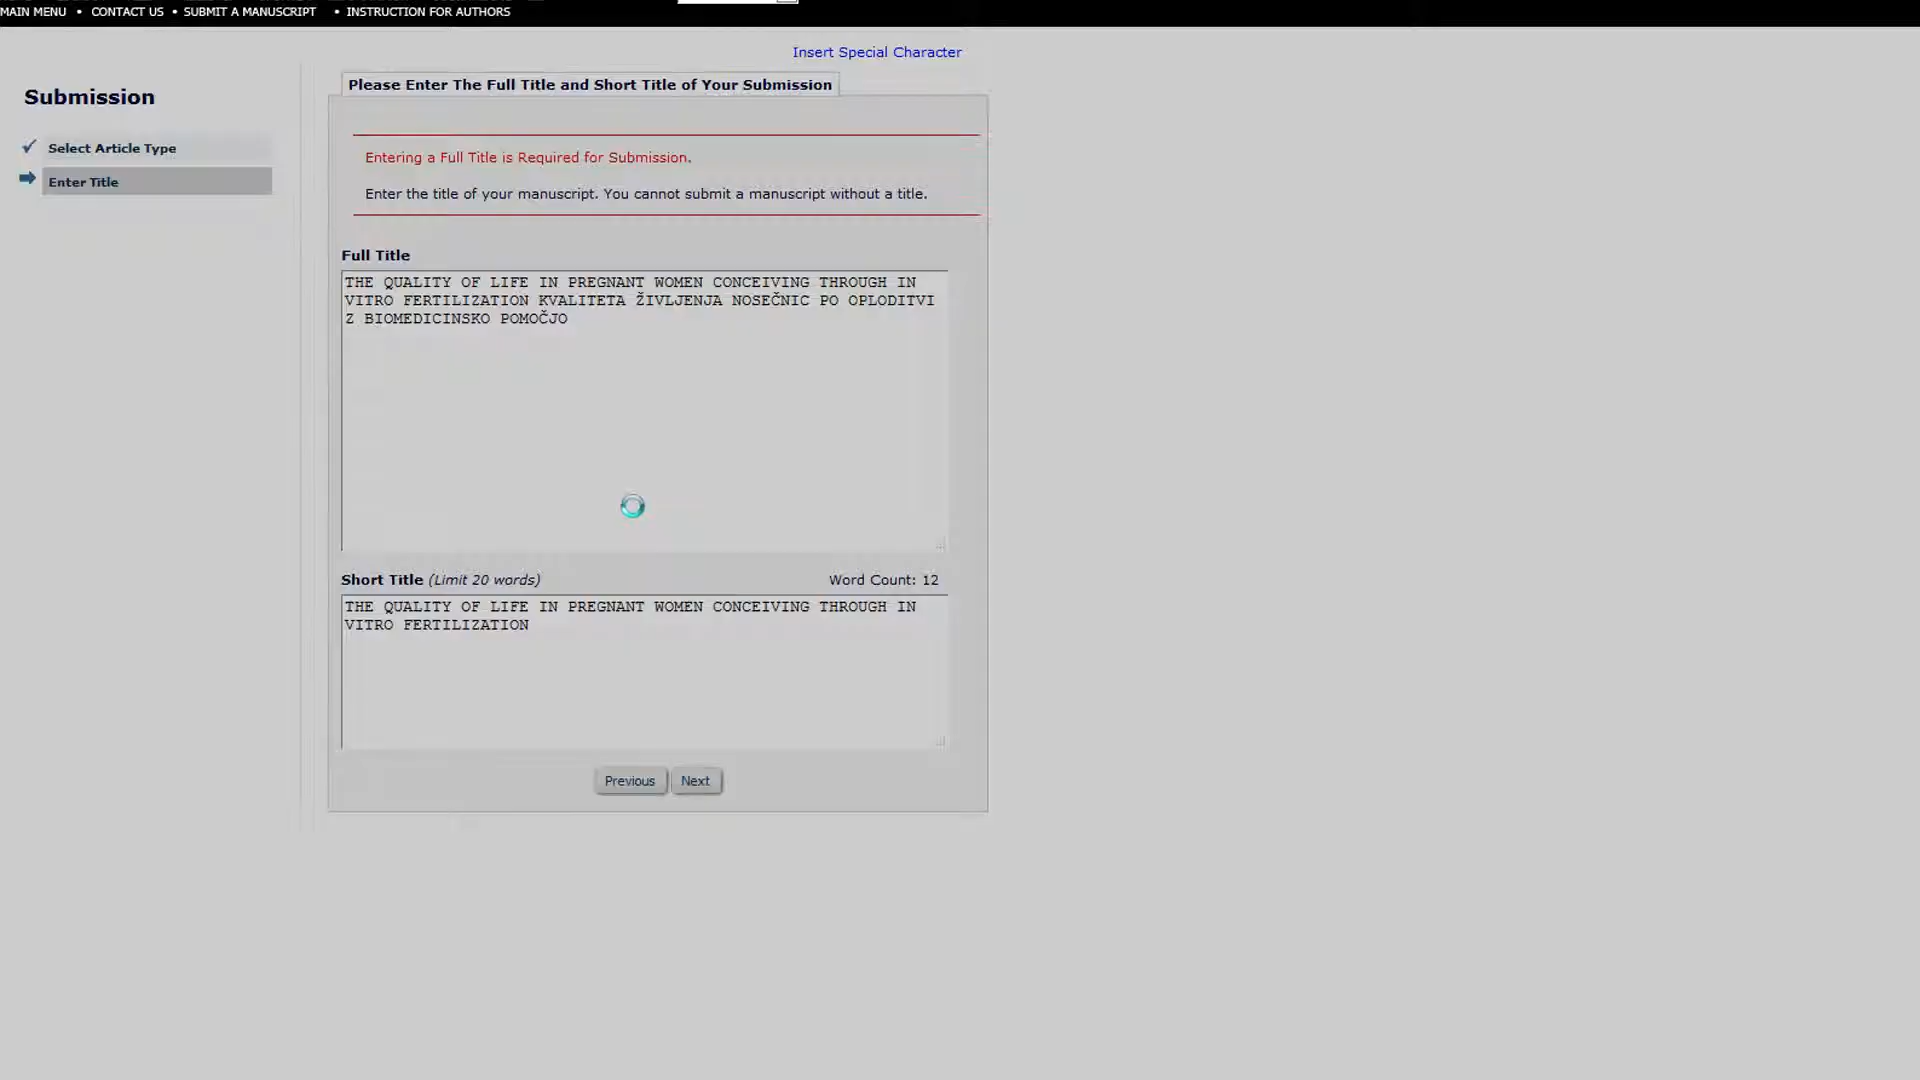 MAIN MENU • CONTACT US • SUBMIT A MANUSCRIPT • INSTRUCTION FOR AUTHORS
Insert Special Character
Submission
Select Article Type
Enter Title
Please Enter The Full Title and Short Title of Your Submission
Entering a Full Title is Required for Submission.
Enter the title of your manuscript. You cannot submit a manuscript without a title.
Full Title
THE QUALITY OF LIFE IN PREGNANT WOMEN CONCEIVING THROUGH IN
VITRO FERTILIZATION KVALITETA ŽIVLJENJA NOSEČNIC PO OPLODITVI
Z BIOMEDICINSKO POMOČJO
Short Title (Limit 20 words) Word Count: 12
THE QUALITY OF LIFE IN PREGNANT WOMEN CONCEIVING THROUGH IN
VITRO FERTILIZATION
Previous Next